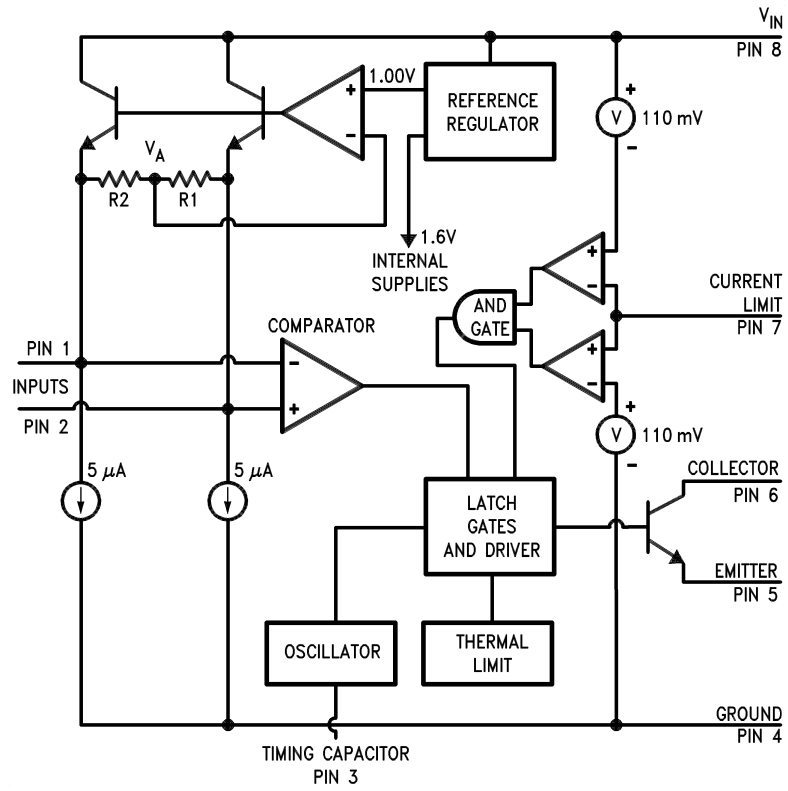 V_IN
PIN 8
1.00V
+
−
REFERENCE
REGULATOR
+
V
110 mV
−
V_A
R2
R1
1.6V
INTERNAL
SUPPLIES
+
−
AND
GATE
CURRENT
LIMIT
PIN 7
COMPARATOR
+
−
PIN 1
−
INPUTS
+
PIN 2
+
V
110 mV
−
5 μA
5 μA
COLLECTOR
PIN 6
LATCH
GATES
AND DRIVER
EMITTER
PIN 5
OSCILLATOR
THERMAL
LIMIT
GROUND
PIN 4
TIMING CAPACITOR
PIN 3